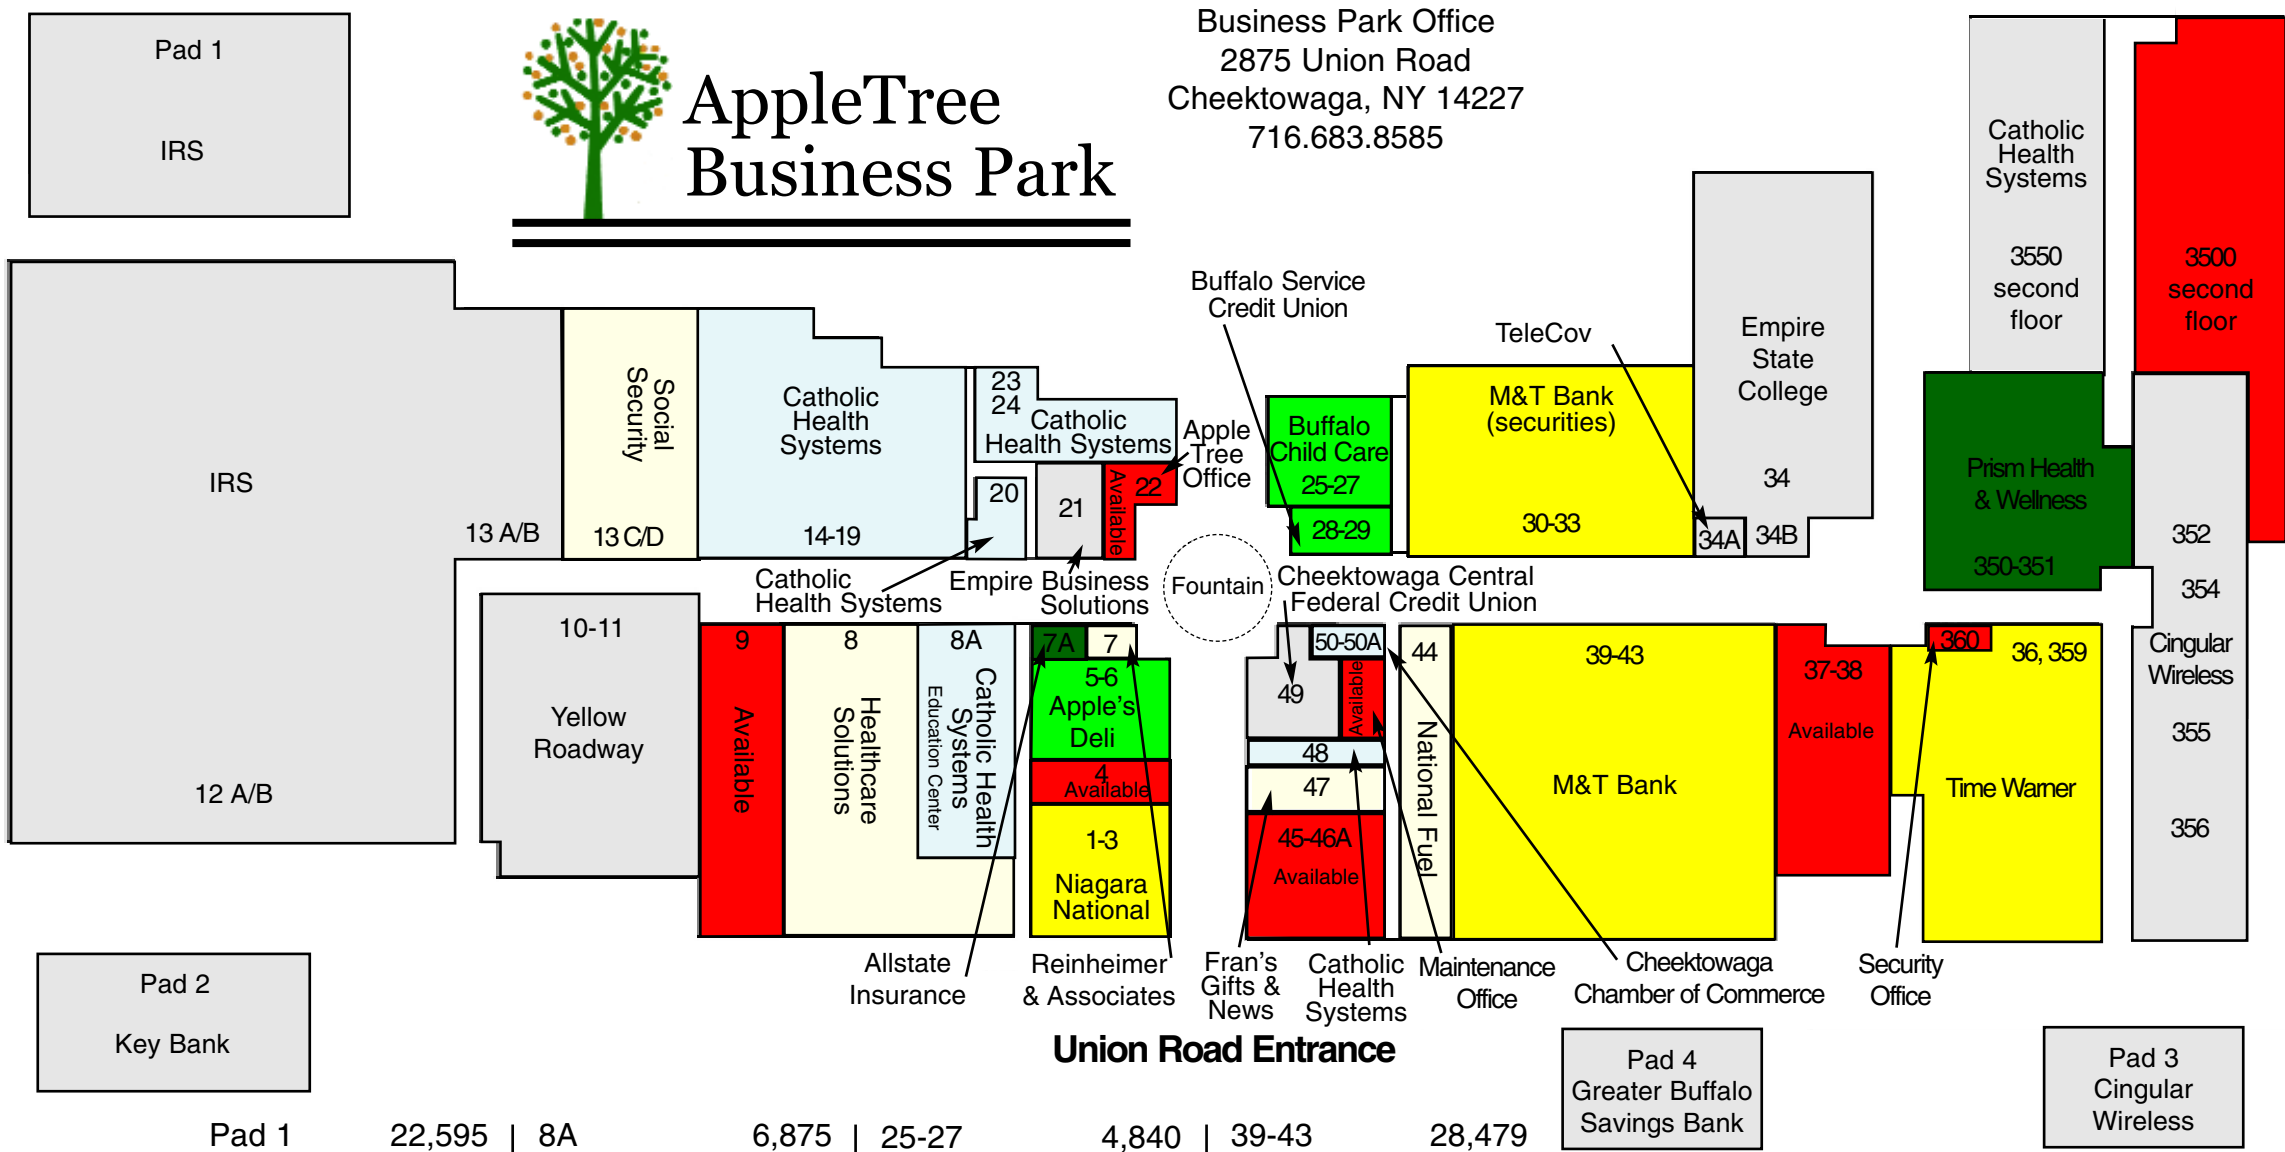 Pad 1
IRS
AppleTree
Business Park
Business Park Office
2875 Union Road
Cheektowaga, NY 14227
716.683.8585
Catholic
Health
Systems
3550
second
floor
3500
second
floor
IRS
13 A/B
12 A/B
Social
Security
13 C/D
Catholic
Health
Systems
14-19
23
24
Catholic
Health Systems
20
21
Available
22
Apple
Tree
Office
Catholic
Health Systems
Empire Business
Solutions
Fountain
Buffalo Service
Credit Union
Buffalo
Child Care
25-27
28-29
M&T Bank
(securities)
30-33
TeleCov
Empire
State
College
34
34A
34B
Prism Health
& Wellness
350-351
352
354
Cingular
Wireless
355
356
Cheektowaga Central
Federal Credit Union
10-11
Yellow
Roadway
9
Available
8
Healthcare
Solutions
8A
Catholic Health
Systems
Education Center
7A
7
5-6
Apple's
Deli
4
Available
1-3
Niagara
National
50-50A
49
Available
48
47
45-46A
Available
44
National Fuel
39-43
M&T Bank
37-38
Available
360
36, 359
Time Warner
Allstate
Insurance
Reinheimer
& Associates
Fran's
Gifts &
News
Catholic
Health
Systems
Maintenance
Office
Cheektowaga
Chamber of Commerce
Security
Office
Pad 2
Key Bank
Union Road Entrance
Pad 4
Greater Buffalo
Savings Bank
Pad 3
Cingular
Wireless
Pad 1 22,595 | 8A 6,875 | 25-27 4,840 | 39-43 28,479